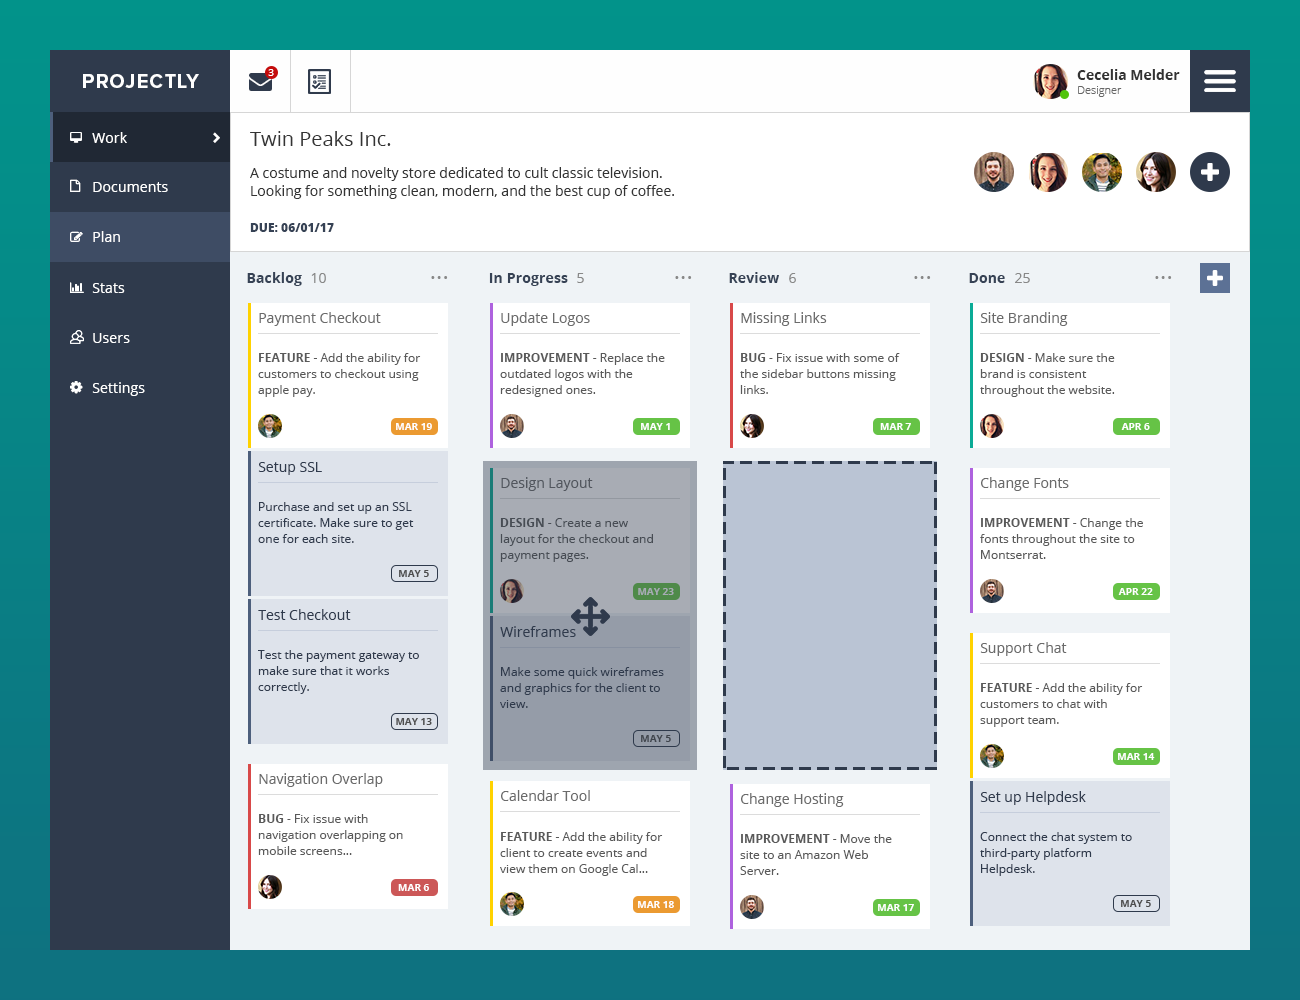 PROJECTLY
3
Cecelia Melder
Designer
Work
Documents
Plan
Stats
Users
Settings
Twin Peaks Inc.
A costume and novelty store dedicated to cult classic television.
Looking for something clean, modern, and the best cup of coffee.
DUE: 06/01/17
Backlog 10
Payment Checkout
FEATURE - Add the ability for
customers to checkout using
apple pay.
MAR 19
Setup SSL
Purchase and set up an SSL
certificate. Make sure to get
one for each site.
MAY 5
Test Checkout
Test the payment gateway to
make sure that it works
correctly.
MAY 13
Navigation Overlap
BUG - Fix issue with
navigation overlapping on
mobile screens...
MAR 6
In Progress 5
Update Logos
IMPROVEMENT - Replace the
outdated logos with the
redesigned ones.
MAY 1
Design Layout
DESIGN - Create a new
layout for the checkout and
payment pages.
MAY 23
Wireframes
Make some quick wireframes
and graphics for the client to
view.
MAY 5
Calendar Tool
FEATURE - Add the ability for
client to create events and
view them on Google Cal...
MAR 18
Review 6
Missing Links
BUG - Fix issue with some of
the sidebar buttons missing
links.
MAR 7
Change Hosting
IMPROVEMENT - Move the
site to an Amazon Web
Server.
MAR 17
Done 25
Site Branding
DESIGN - Make sure the
brand is consistent
throughout the website.
APR 6
Change Fonts
IMPROVEMENT - Change the
fonts throughout the site to
Montserrat.
APR 22
Support Chat
FEATURE - Add the ability for
customers to chat with
support team.
MAR 14
Set up Helpdesk
Connect the chat system to
third-party platform
Helpdesk.
MAY 5